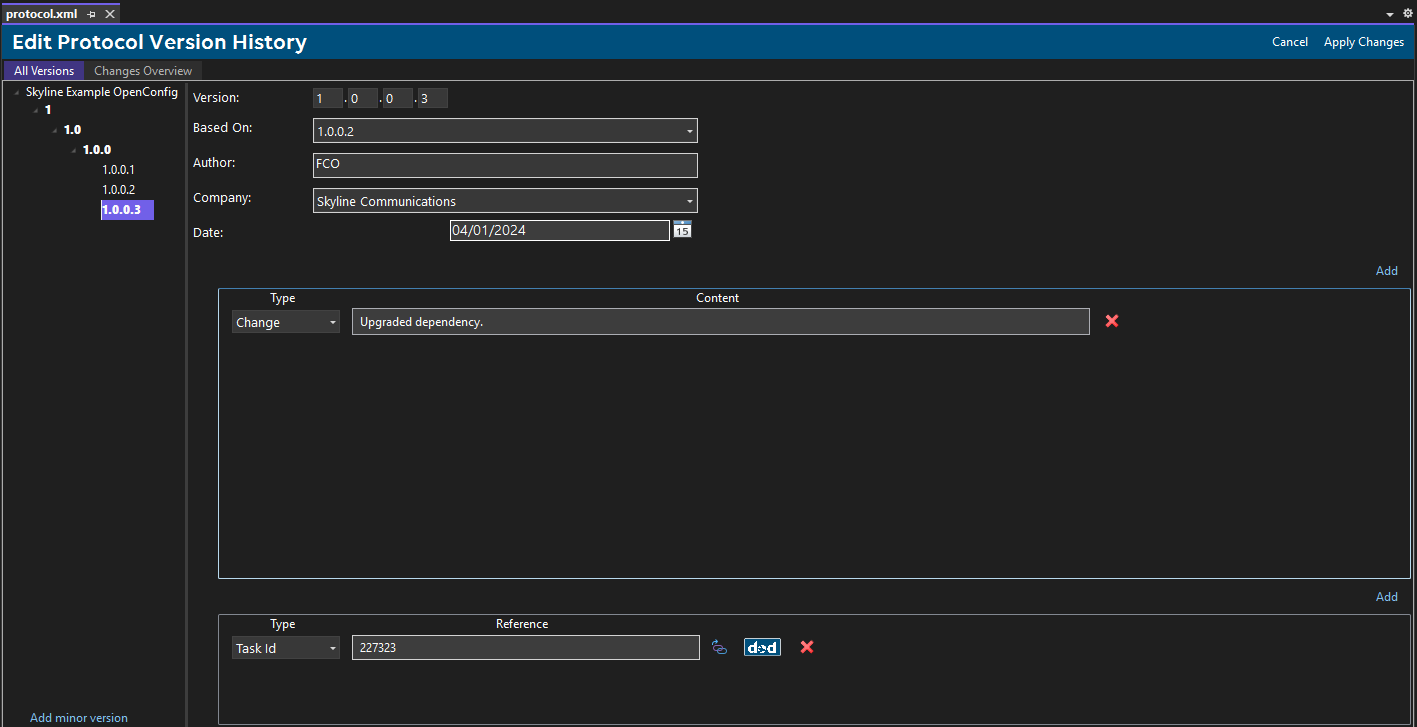 protocol.xml
Edit Protocol Version History
Cancel Apply Changes
All Versions Changes Overview
Skyline Example OpenConfig
1
1.0
1.0.0
1.0.0.1
1.0.0.2
1.0.0.3
Add minor version
Version: 1 . 0 . 0 . 3
Based On: 1.0.0.2
Author: FCO
Company: Skyline Communications
Date: 04/01/2024 15
Add
Type Content
Change Upgraded dependency.
Add
Type Reference
Task Id 227323 dcd